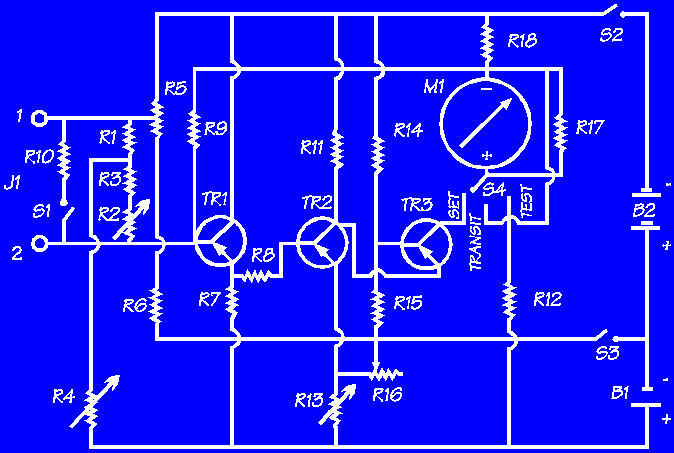 S2
R18
M1
-
R5
1
R1
R9
R11
R14
R17
+
R10
J1
R3
S4
SET
TRANSIT
TEST
-
S1
R2
TR1
TR2
TR3
B2
2
R8
+
R6
R7
R15
R12
S3
R4
R13
R16
B1
-
+